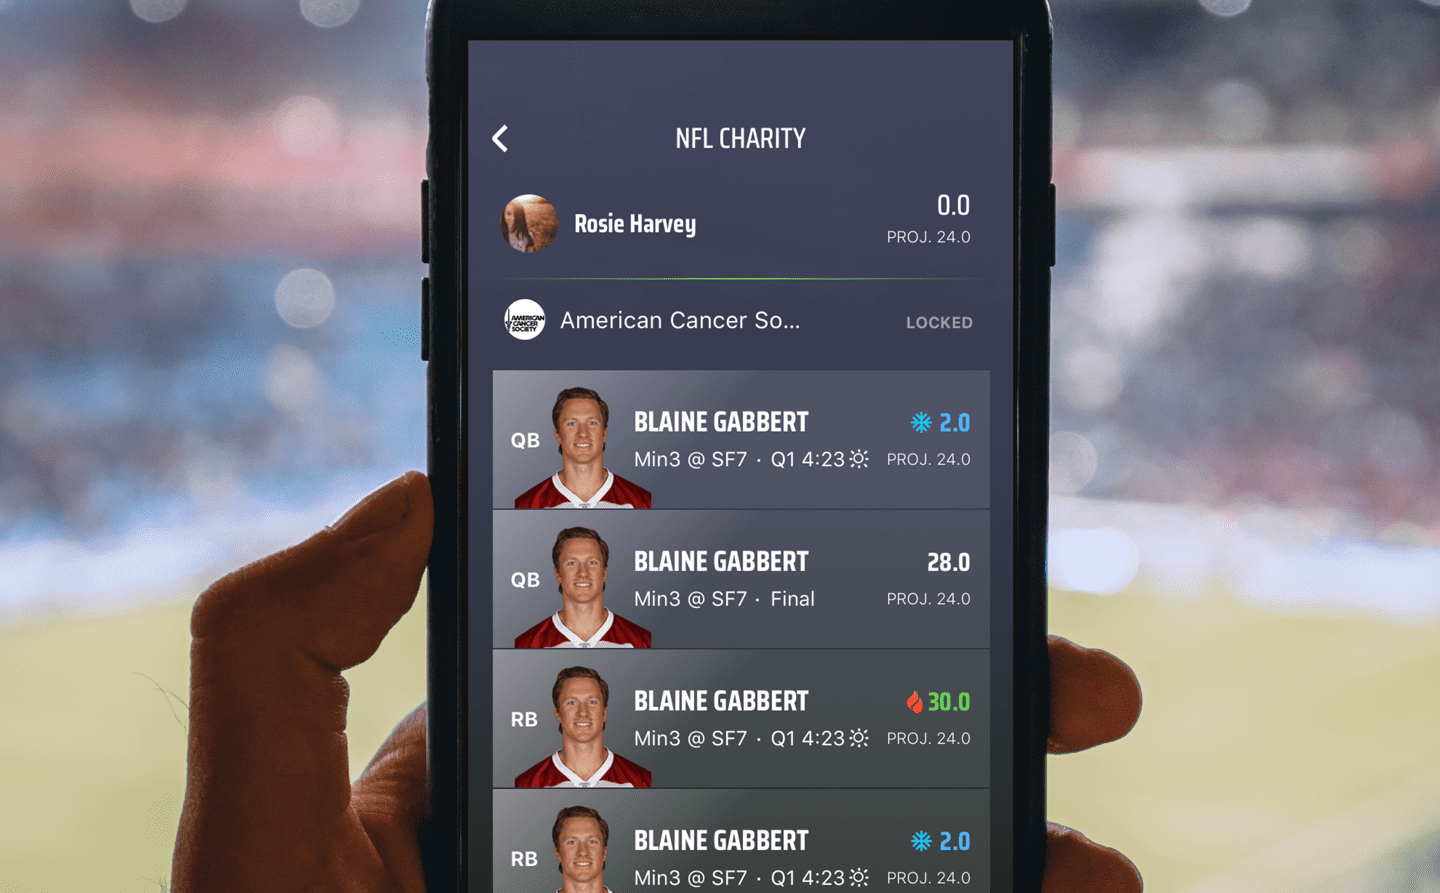 NFL CHARITY
Rosie Harvey
0.0
PROJ. 24.0
AMERICAN
CANCER
SOCIETY
American Cancer So...
LOCKED
QB
BLAINE GABBERT
2.0
Min3 @ SF7 · Q1 4:23
PROJ. 24.0
QB
BLAINE GABBERT
28.0
Min3 @ SF7 · Final
PROJ. 24.0
RB
BLAINE GABBERT
30.0
Min3 @ SF7 · Q1 4:23
PROJ. 24.0
RB
BLAINE GABBERT
2.0
Min3 @ SF7 · Q1 4:23
PROJ. 24.0